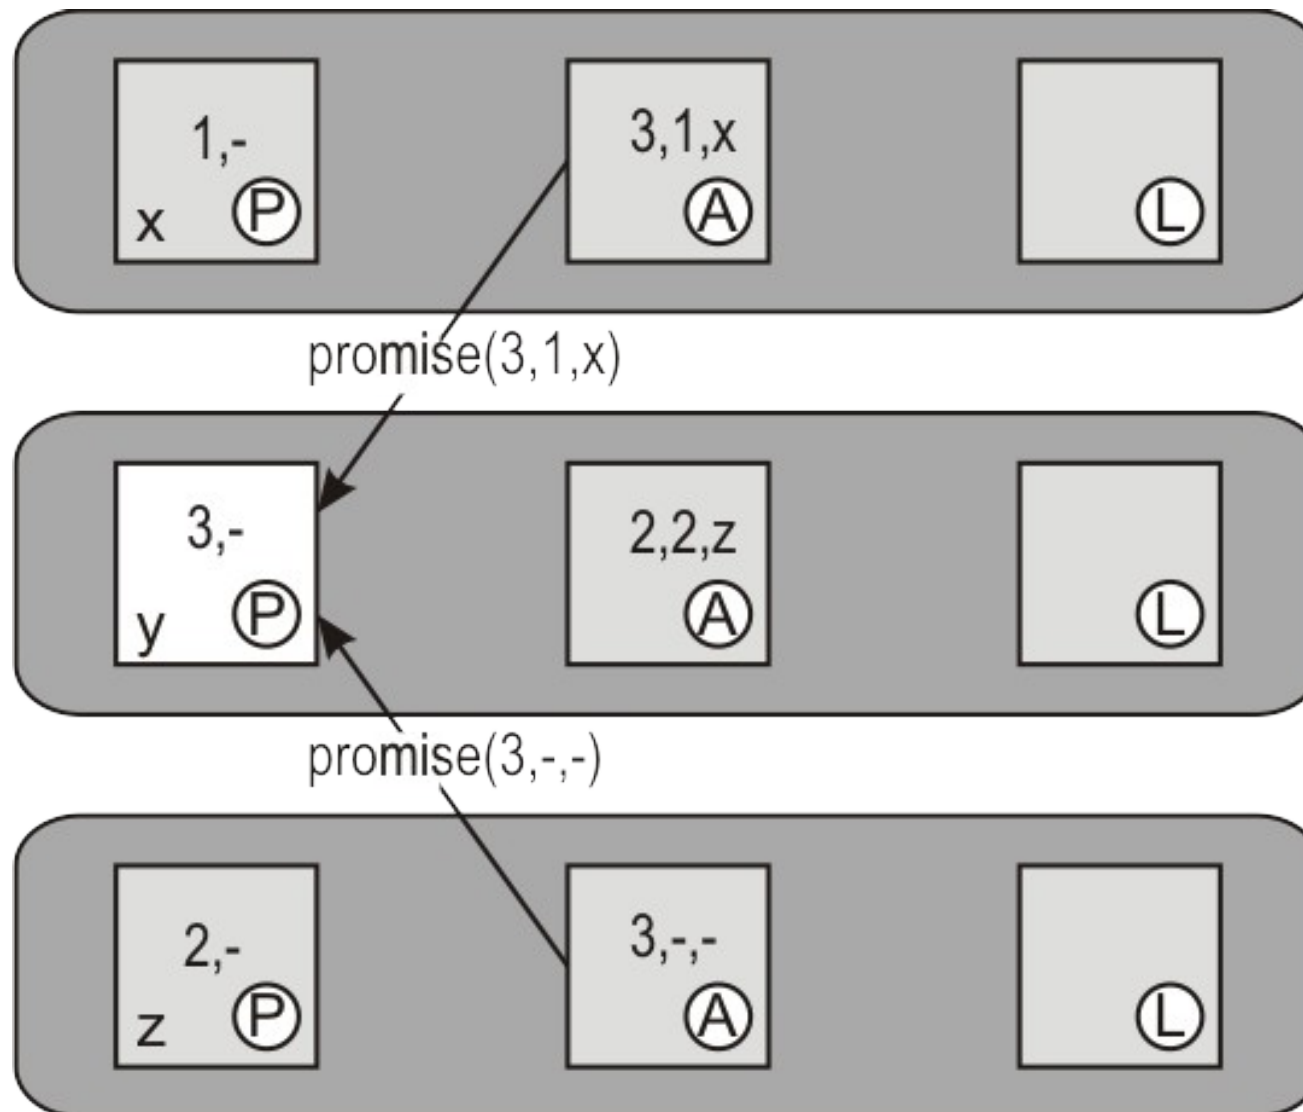 1,-
x P
3,1,x
A
L
promise(3,1,x)
3,-
y P
2,2,z
A
L
promise(3,-,-)
2,-
z P
3,-,-
A
L